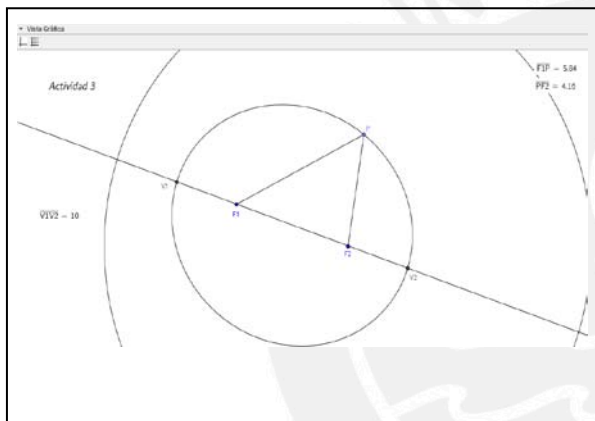 Vista Gráfica
Actividad 3
F1P = 5.84
PF2 = 4.16
V1
P
V1V2 = 10
F1
F2
V2